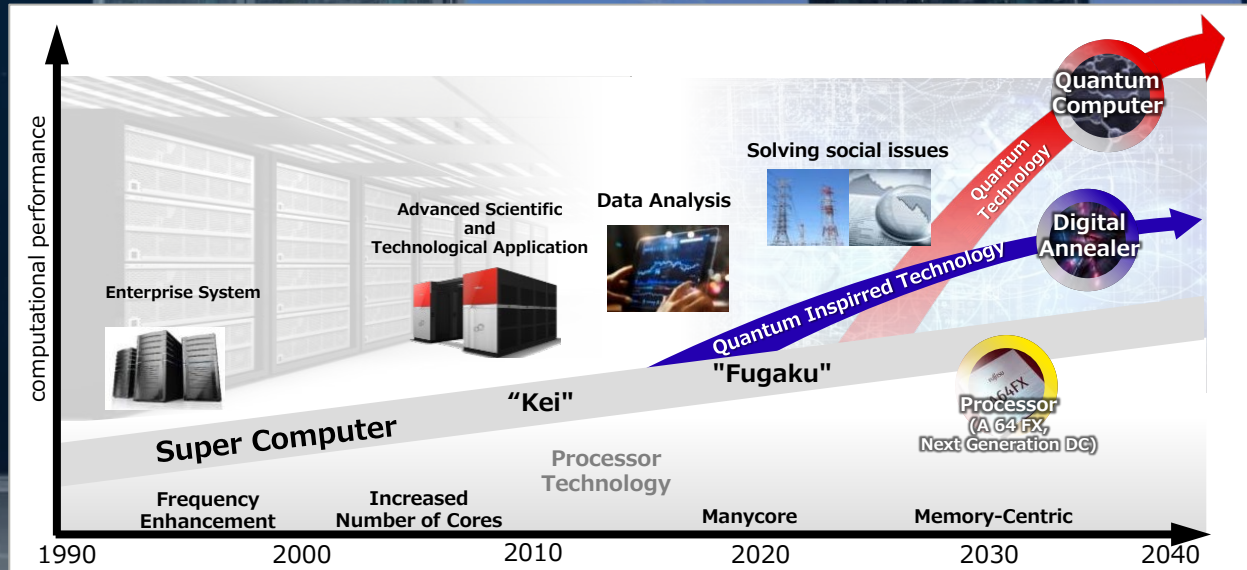 computational performance
Quantum
Computer
Solving social issues
Quantum
Technology
Data Analysis
Advanced Scientific
and
Technological Application
Digital
Annealer
Enterprise System
Quantum Inspirred Technology
"Fugaku"
“Kei"
FUJITSU
A64FX
Processor
(A 64 FX,
Next Generation DC)
Super Computer
Processor
Technology
Frequency
Enhancement
Increased
Number of Cores
Manycore
Memory-Centric
1990
2000
2010
2020
2030
2040